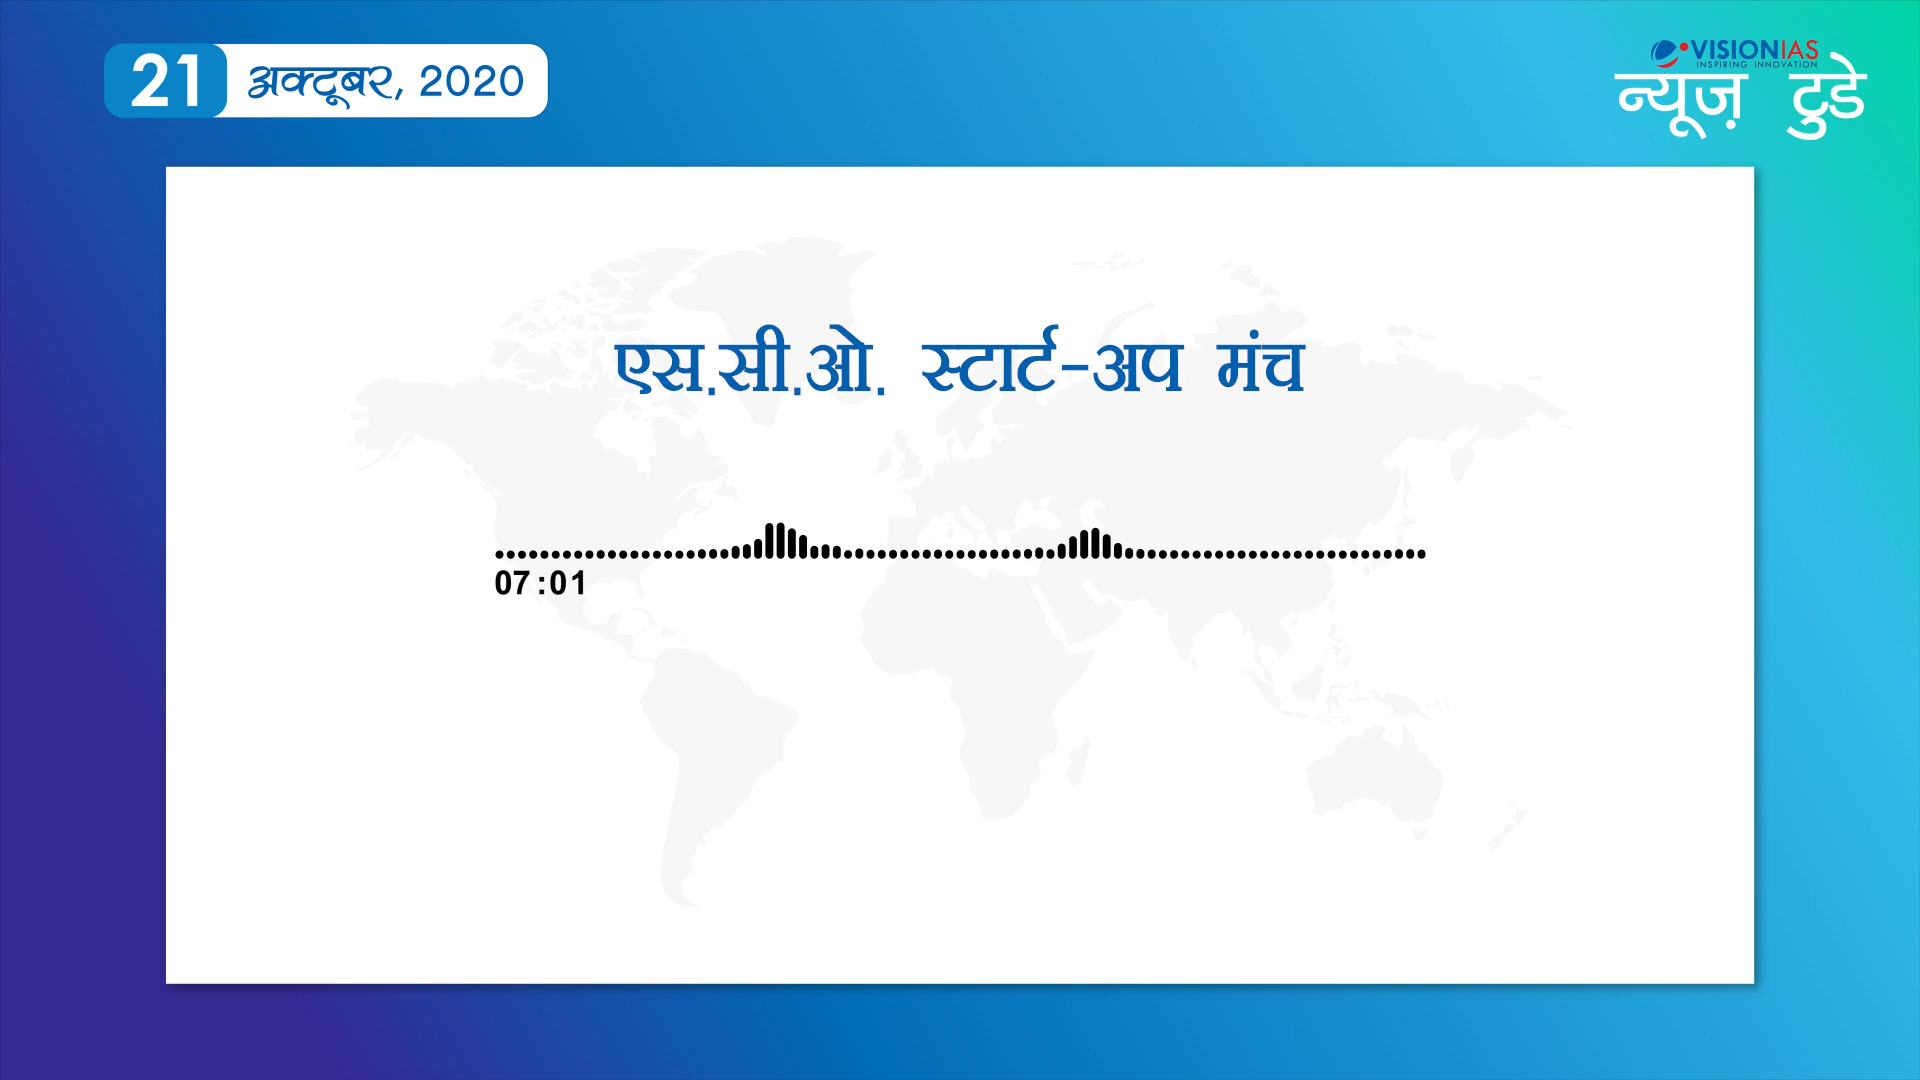 21 अक्टूबर, 2020
VISIONIAS
INSPIRING INNOVATION
न्यूज़ टुडे
एस.सी.ओ. स्टार्ट-अप मंच
07:01